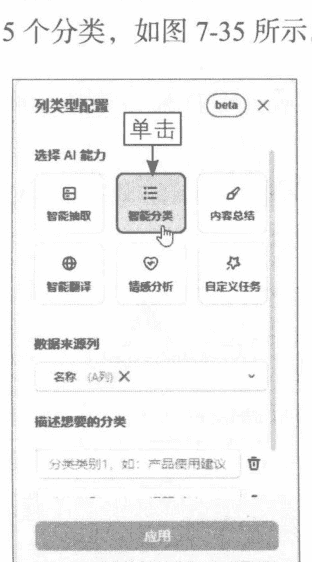 5 个分类，如图 7-35 所示
列类型配置 beta
单击
选择 AI 能力
智能抽取 智能分类 内容总结
智能翻译 情感分析 自定义任务
数据来源列
名称 (A列)
描述想要的分类
分类类别1，如：产品使用建议
应用